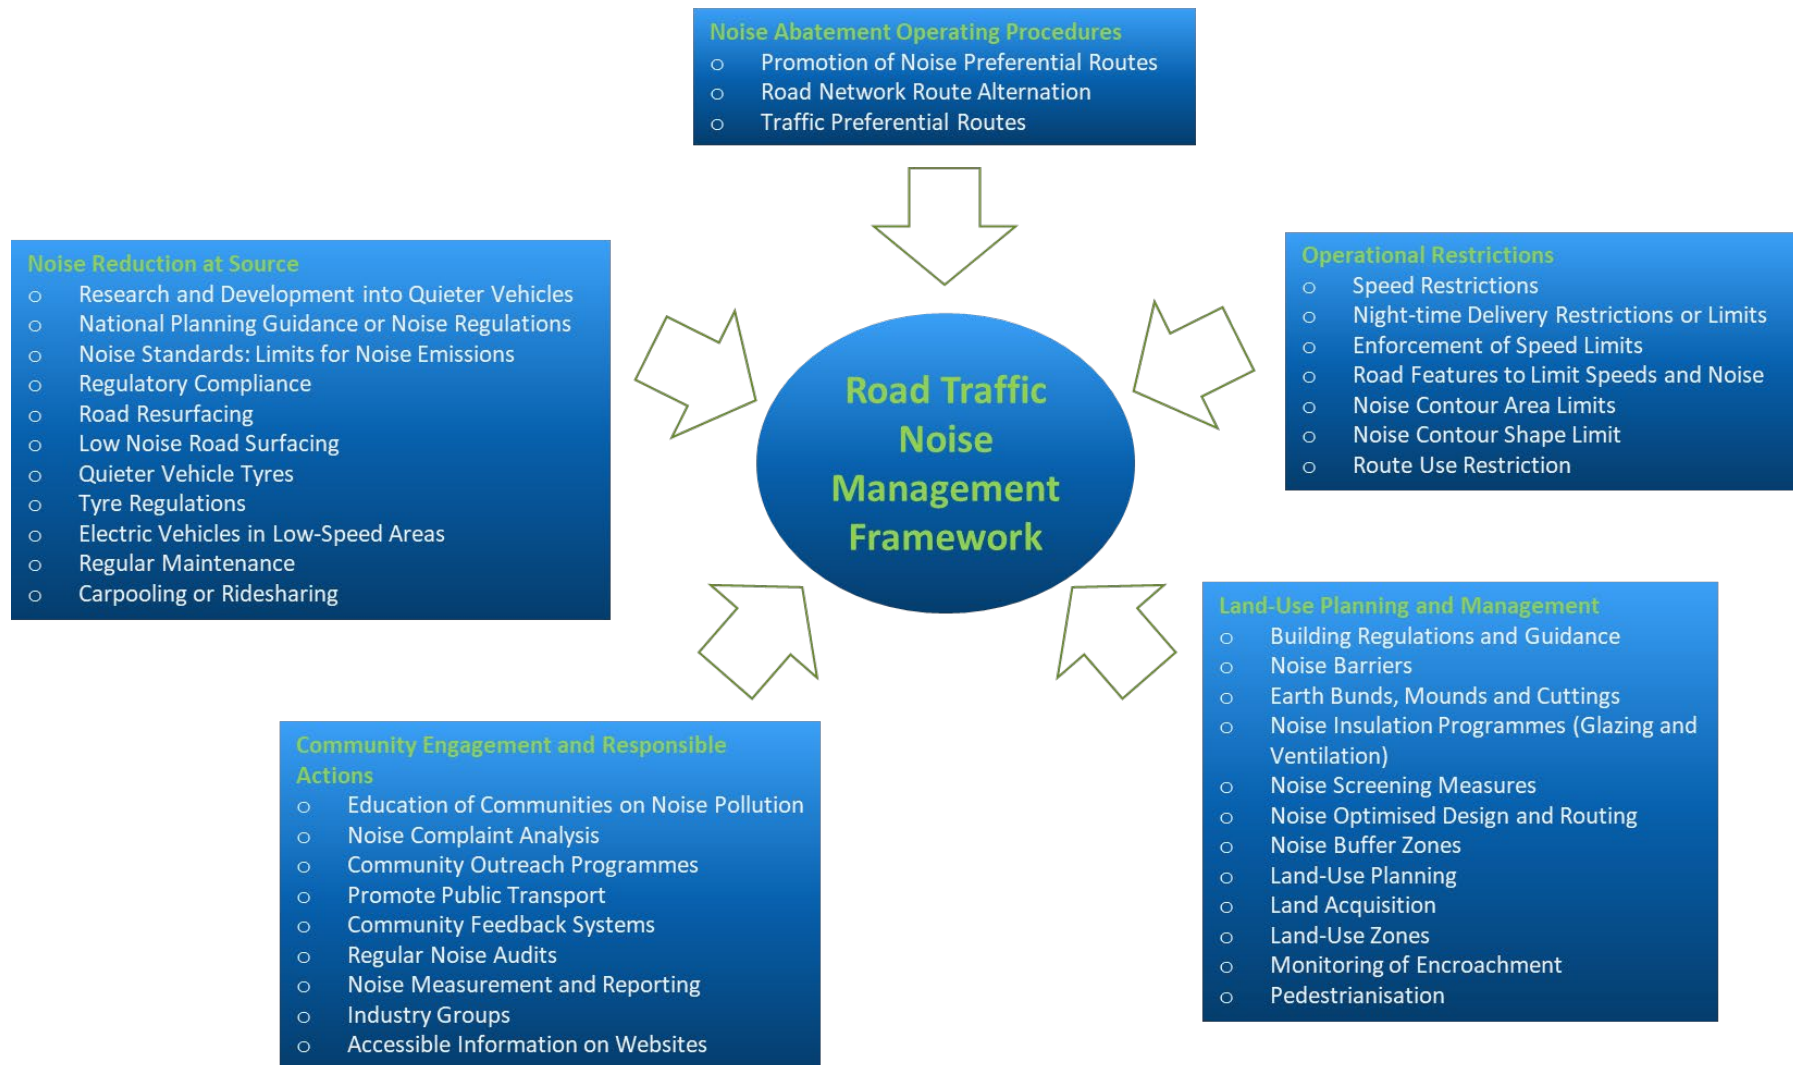 Noise Abatement Operating Procedures
o Promotion of Noise Preferential Routes
o Road Network Route Alternation
o Traffic Preferential Routes
Noise Reduction at Source
o Research and Development into Quieter Vehicles
o National Planning Guidance or Noise Regulations
o Noise Standards: Limits for Noise Emissions
o Regulatory Compliance
o Road Resurfacing
o Low Noise Road Surfacing
o Quieter Vehicle Tyres
o Tyre Regulations
o Electric Vehicles in Low-Speed Areas
o Regular Maintenance
o Carpooling or Ridesharing
Road Traffic
Noise
Management
Framework
Operational Restrictions
o Speed Restrictions
o Night-time Delivery Restrictions or Limits
o Enforcement of Speed Limits
o Road Features to Limit Speeds and Noise
o Noise Contour Area Limits
o Noise Contour Shape Limit
o Route Use Restriction
Community Engagement and Responsible
Actions
o Education of Communities on Noise Pollution
o Noise Complaint Analysis
o Community Outreach Programmes
o Promote Public Transport
o Community Feedback Systems
o Regular Noise Audits
o Noise Measurement and Reporting
o Industry Groups
o Accessible Information on Websites
Land-Use Planning and Management
o Building Regulations and Guidance
o Noise Barriers
o Earth Bunds, Mounds and Cuttings
o Noise Insulation Programmes (Glazing and
Ventilation)
o Noise Screening Measures
o Noise Optimised Design and Routing
o Noise Buffer Zones
o Land-Use Planning
o Land Acquisition
o Land-Use Zones
o Monitoring of Encroachment
o Pedestrianisation